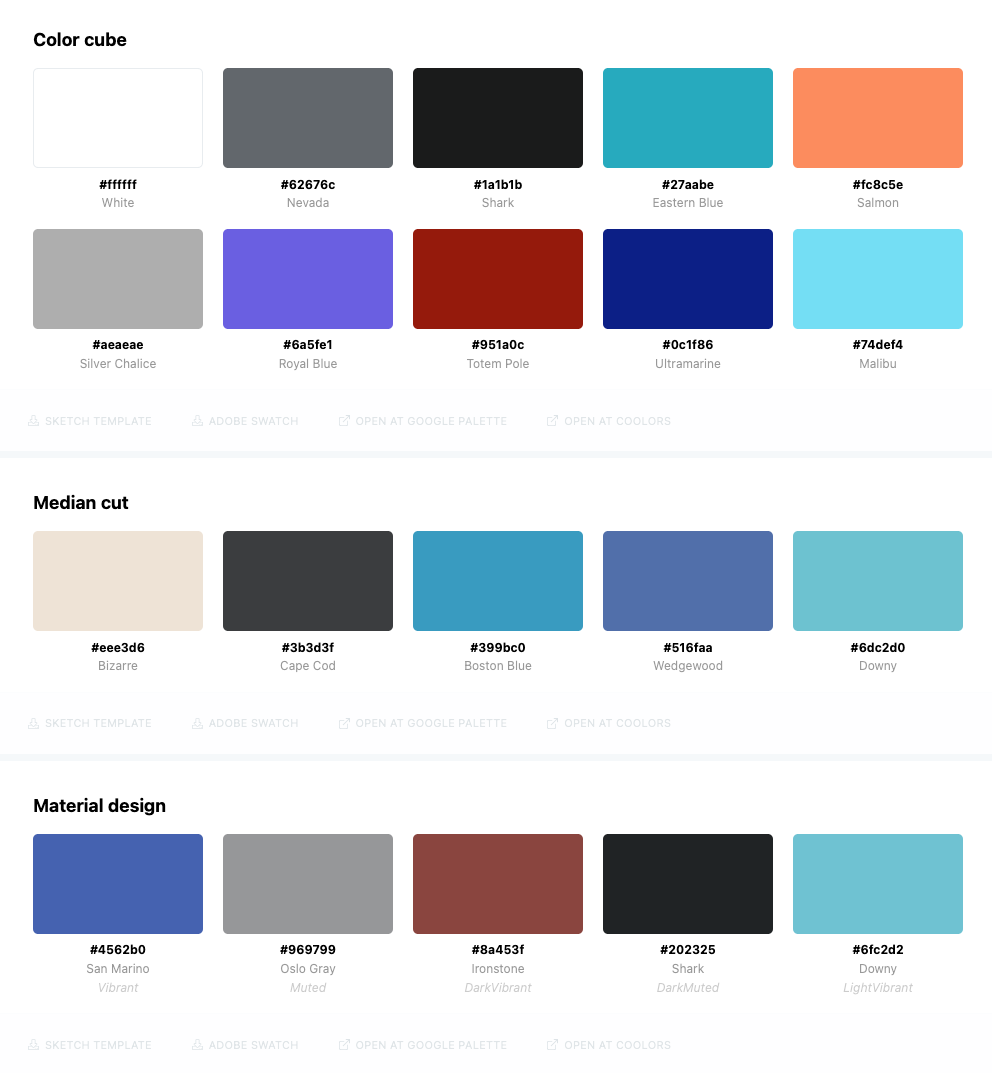 Color cube
#ffffff #62676c #1a1b1b #27aabe #fc8c5e
White Nevada Shark Eastern Blue Salmon
#aeaeae #6a5fe1 #951a0c #0c1f86 #74def4
Silver Chalice Royal Blue Totem Pole Ultramarine Malibu
SKETCH TEMPLATE ADOBE SWATCH OPEN AT GOOGLE PALETTE OPEN AT COOLORS
Median cut
#eee3d6 #3b3d3f #399bc0 #516faa #6dc2d0
Bizarre Cape Cod Boston Blue Wedgewood Downy
SKETCH TEMPLATE ADOBE SWATCH OPEN AT GOOGLE PALETTE OPEN AT COOLORS
Material design
#4562b0 #969799 #8a453f #202325 #6fc2d2
San Marino Oslo Gray Ironstone Shark Downy
Vibrant Muted DarkVibrant DarkMuted LightVibrant
SKETCH TEMPLATE ADOBE SWATCH OPEN AT GOOGLE PALETTE OPEN AT COOLORS